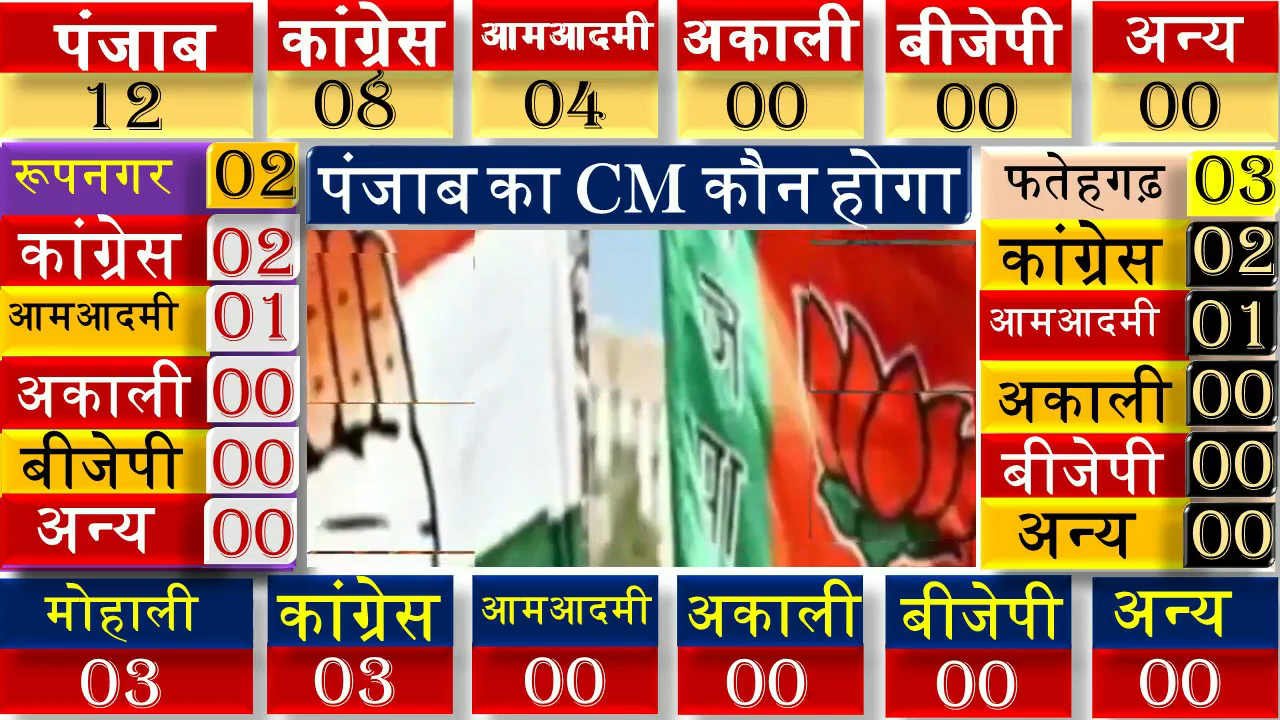 पंजाब कांग्रेस आमआदमी अकाली बीजेपी अन्य
12 08 04 00 00 00
रूपनगर 02
कांग्रेस 02
आमआदमी 01
अकाली 00
बीजेपी 00
अन्य 00
पंजाब का CM कौन होगा
फतेहगढ़ 03
कांग्रेस 02
आमआदमी 01
अकाली 00
बीजेपी 00
अन्य 00
मोहाली कांग्रेस आमआदमी अकाली बीजेपी अन्य
03 03 00 00 00 00